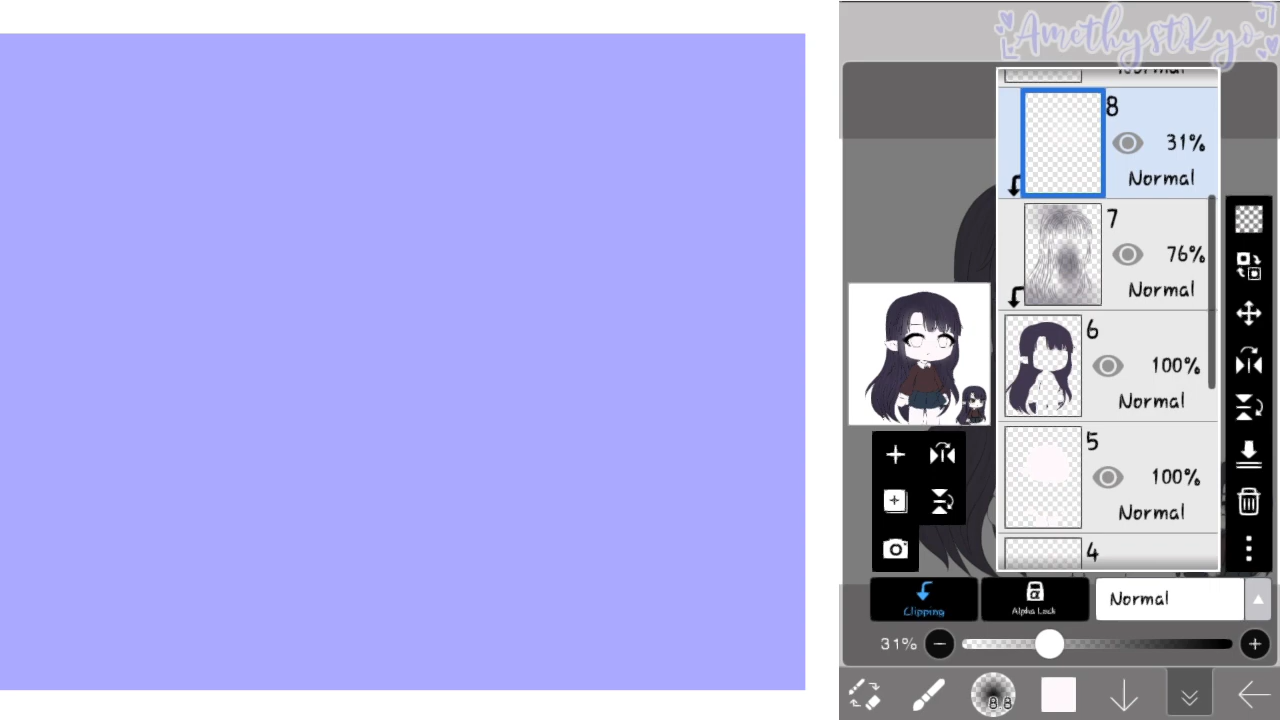 AmethystKyo
Normal
8
31%
Normal
7
76%
Normal
6
100%
Normal
5
100%
Normal
4
Clipping
Alpha Lock
Normal
31%
8.8